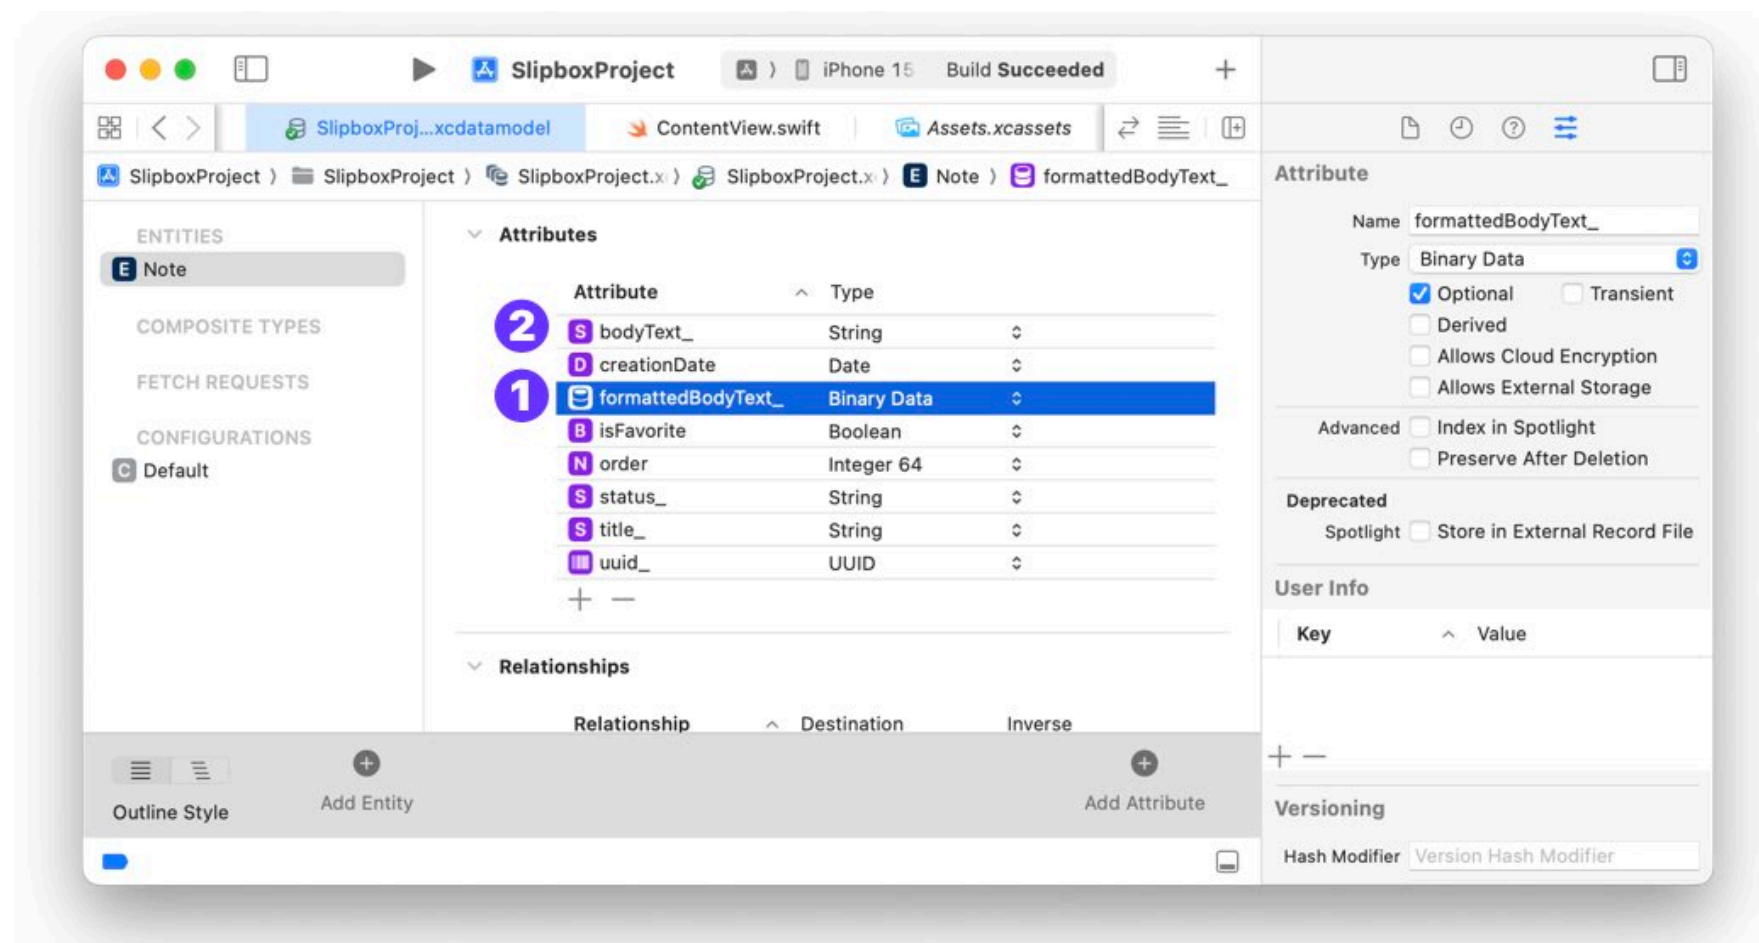 SlipboxProject
iPhone 15
Build Succeeded
SlipboxProj...xcdatamodel
ContentView.swift
Assets.xcassets
SlipboxProject
SlipboxProject
SlipboxProject.x
SlipboxProject.x
E Note
formattedBodyText_
ENTITIES
E Note
COMPOSITE TYPES
FETCH REQUESTS
CONFIGURATIONS
C Default
Attributes
Attribute Type
2 S bodyText_ String
D creationDate Date
1 formattedBodyText_ Binary Data
B isFavorite Boolean
N order Integer 64
S status_ String
S title_ String
uuid_ UUID
+ −
Relationships
Relationship Destination Inverse
Outline Style
Add Entity
Add Attribute
Attribute
Name formattedBodyText_
Type Binary Data
Optional Transient
Derived
Allows Cloud Encryption
Allows External Storage
Advanced Index in Spotlight
Preserve After Deletion
Deprecated
Spotlight Store in External Record File
User Info
Key Value
+ −
Versioning
Hash Modifier Version Hash Modifier